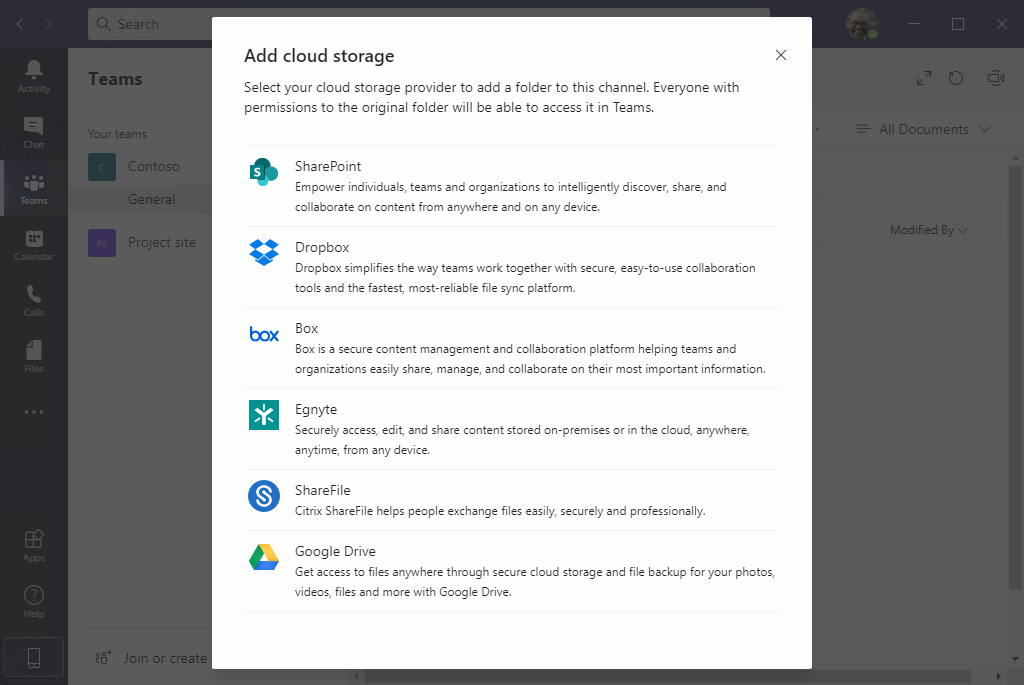 Search
Activity
Chat
Teams
Calendar
Calls
Files
Apps
Help
Teams
Your teams
C
Contoso
General
Ps
Project site
Join or create
All Documents
Modified By
Add cloud storage
Select your cloud storage provider to add a folder to this channel. Everyone with
permissions to the original folder will be able to access it in Teams.
S
SharePoint
Empower individuals, teams and organizations to intelligently discover, share, and
collaborate on content from anywhere and on any device.
Dropbox
Dropbox simplifies the way teams work together with secure, easy-to-use collaboration
tools and the fastest, most-reliable file sync platform.
box
Box
Box is a secure content management and collaboration platform helping teams and
organizations easily share, manage, and collaborate on their most important information.
Egnyte
Securely access, edit, and share content stored on-premises or in the cloud, anywhere,
anytime, from any device.
S
ShareFile
Citrix ShareFile helps people exchange files easily, securely and professionally.
Google Drive
Get access to files anywhere through secure cloud storage and file backup for your photos,
videos, files and more with Google Drive.